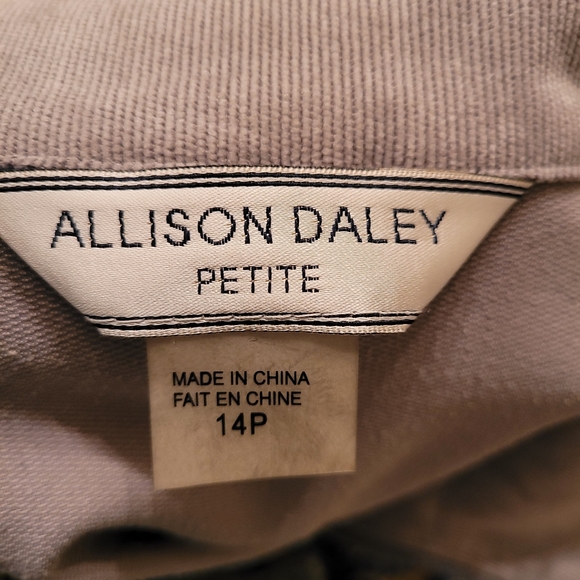 ALLISON DALEY
PETITE
MADE IN CHINA
FAIT EN CHINE
14P